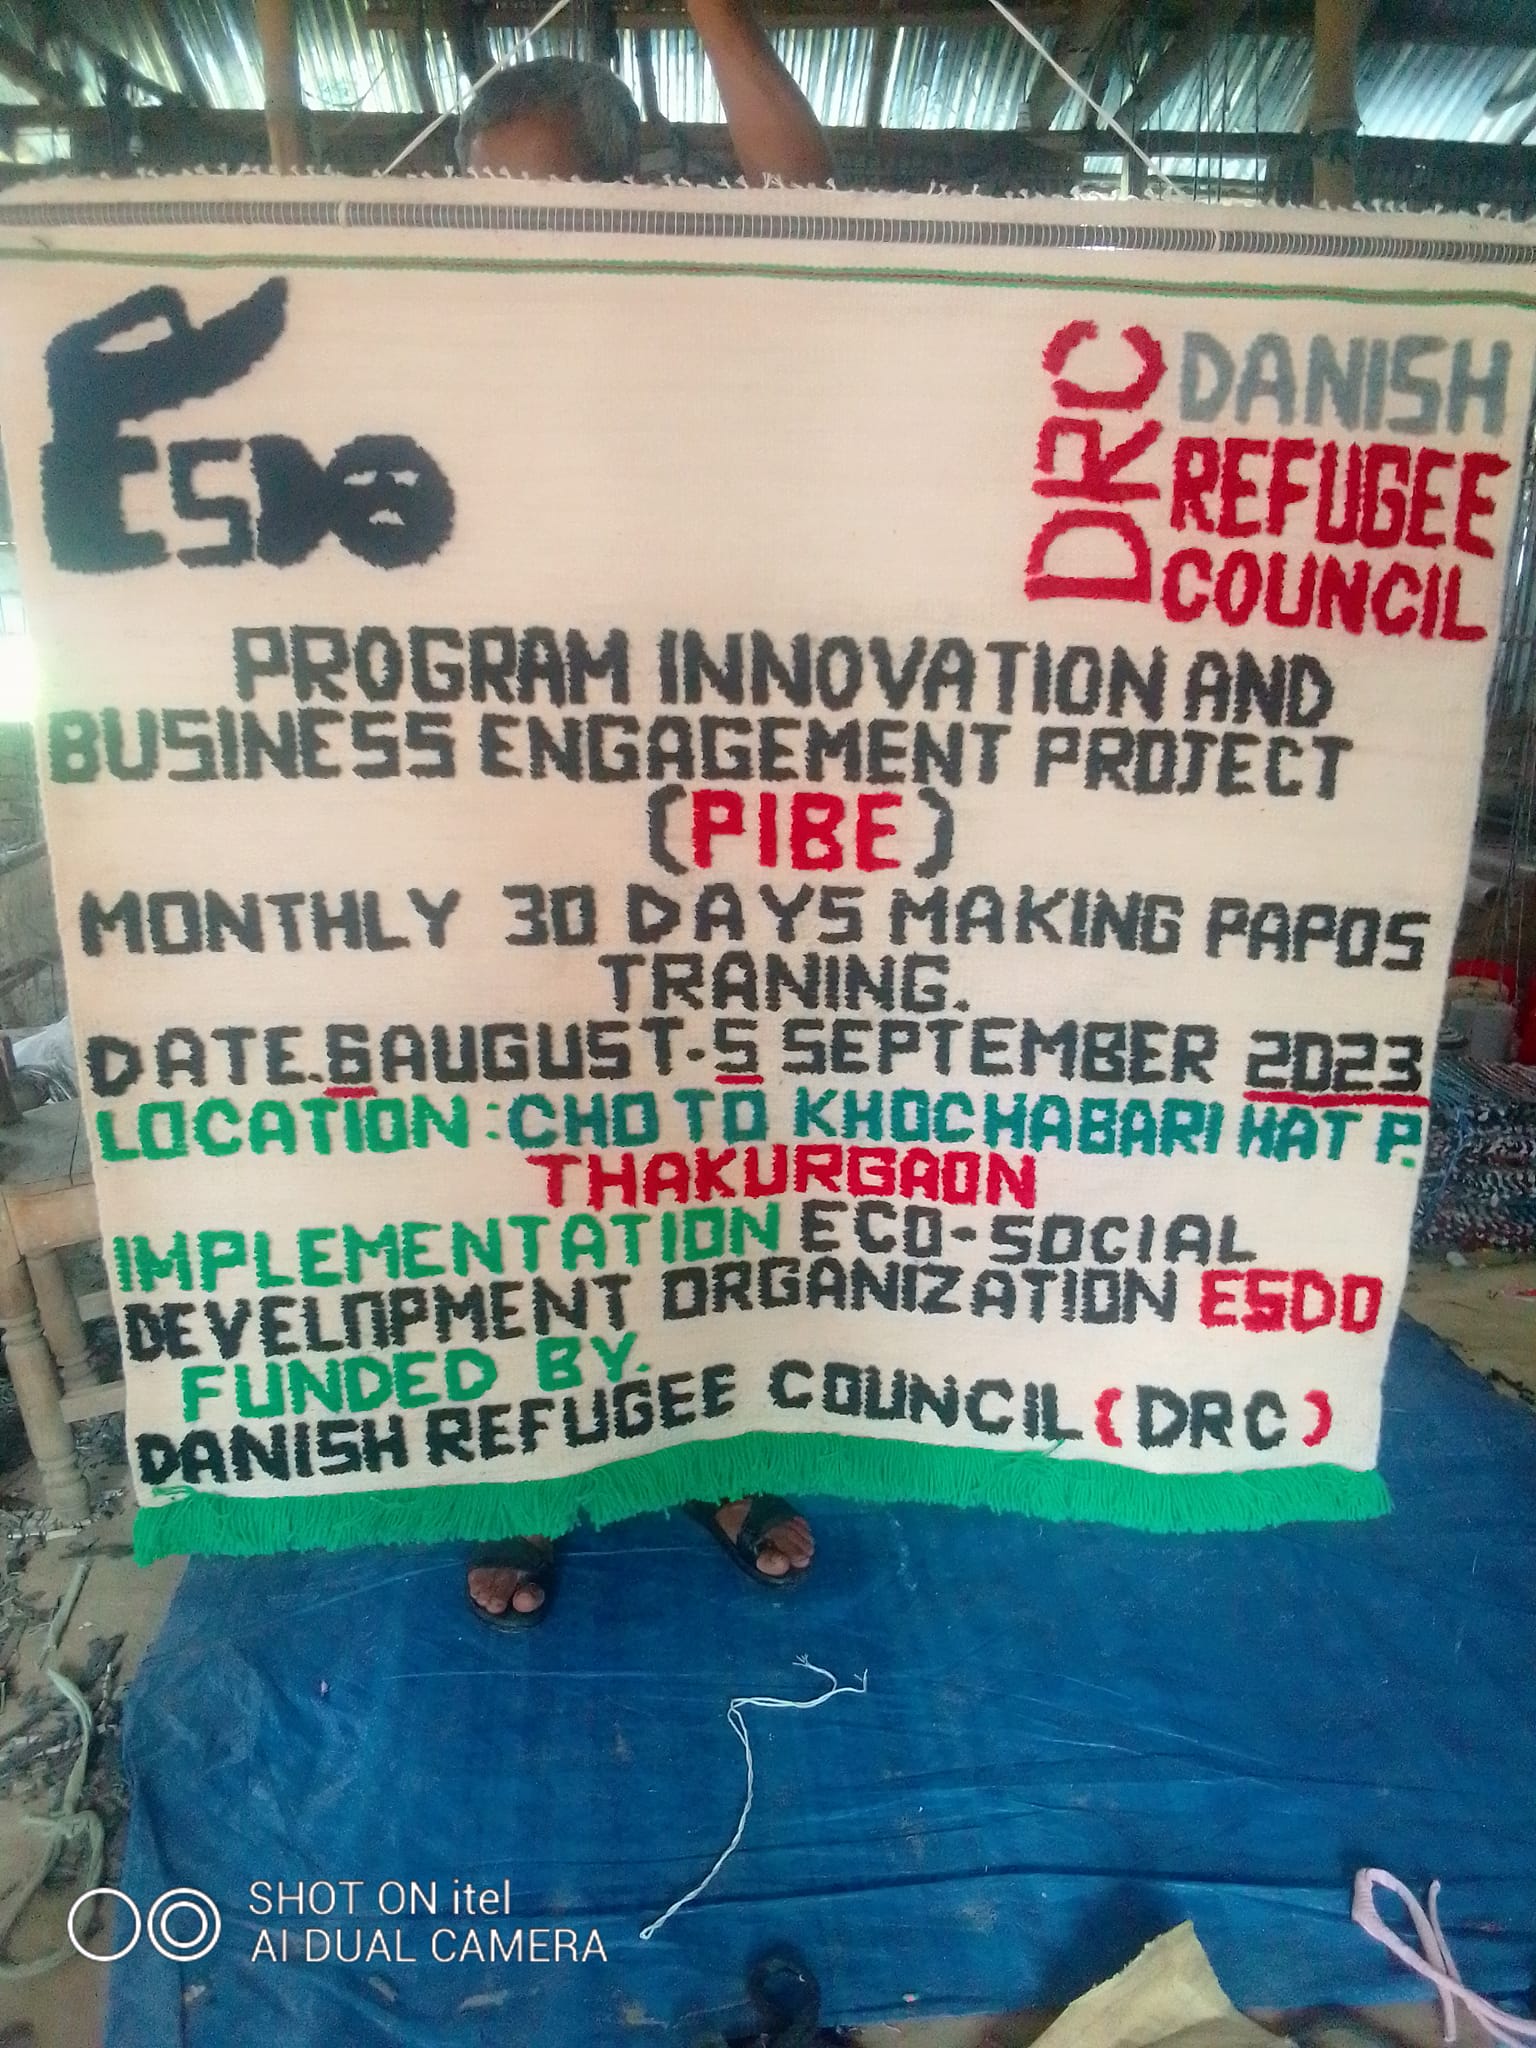 ESDO
DRC
DANISH
REFUGEE
COUNCIL
PROGRAM INNOVATION AND
BUSINESS ENGAGEMENT PROJECT
(PIBE)
MONTHLY 30 DAYS MAKING PAPOS
TRANING.
DATE.6AUGUST.5 SEPTEMBER 2023
LOCATION:CHOTO KHOCHABARI HAT P.
THAKURGAON
IMPLEMENTATION ECO-SOCIAL
DEVELOPMENT ORGANIZATION ESDO
FUNDED BY.
DANISH REFUGEE COUNCIL (DRC)
SHOT ON itel
AI DUAL CAMERA